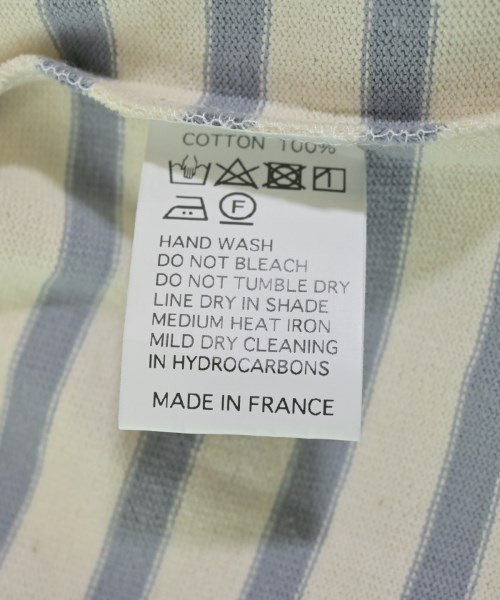 COTTON 100%
F
HAND WASH
DO NOT BLEACH
DO NOT TUMBLE DRY
LINE DRY IN SHADE
MEDIUM HEAT IRON
MILD DRY CLEANING
IN HYDROCARBONS
MADE IN FRANCE